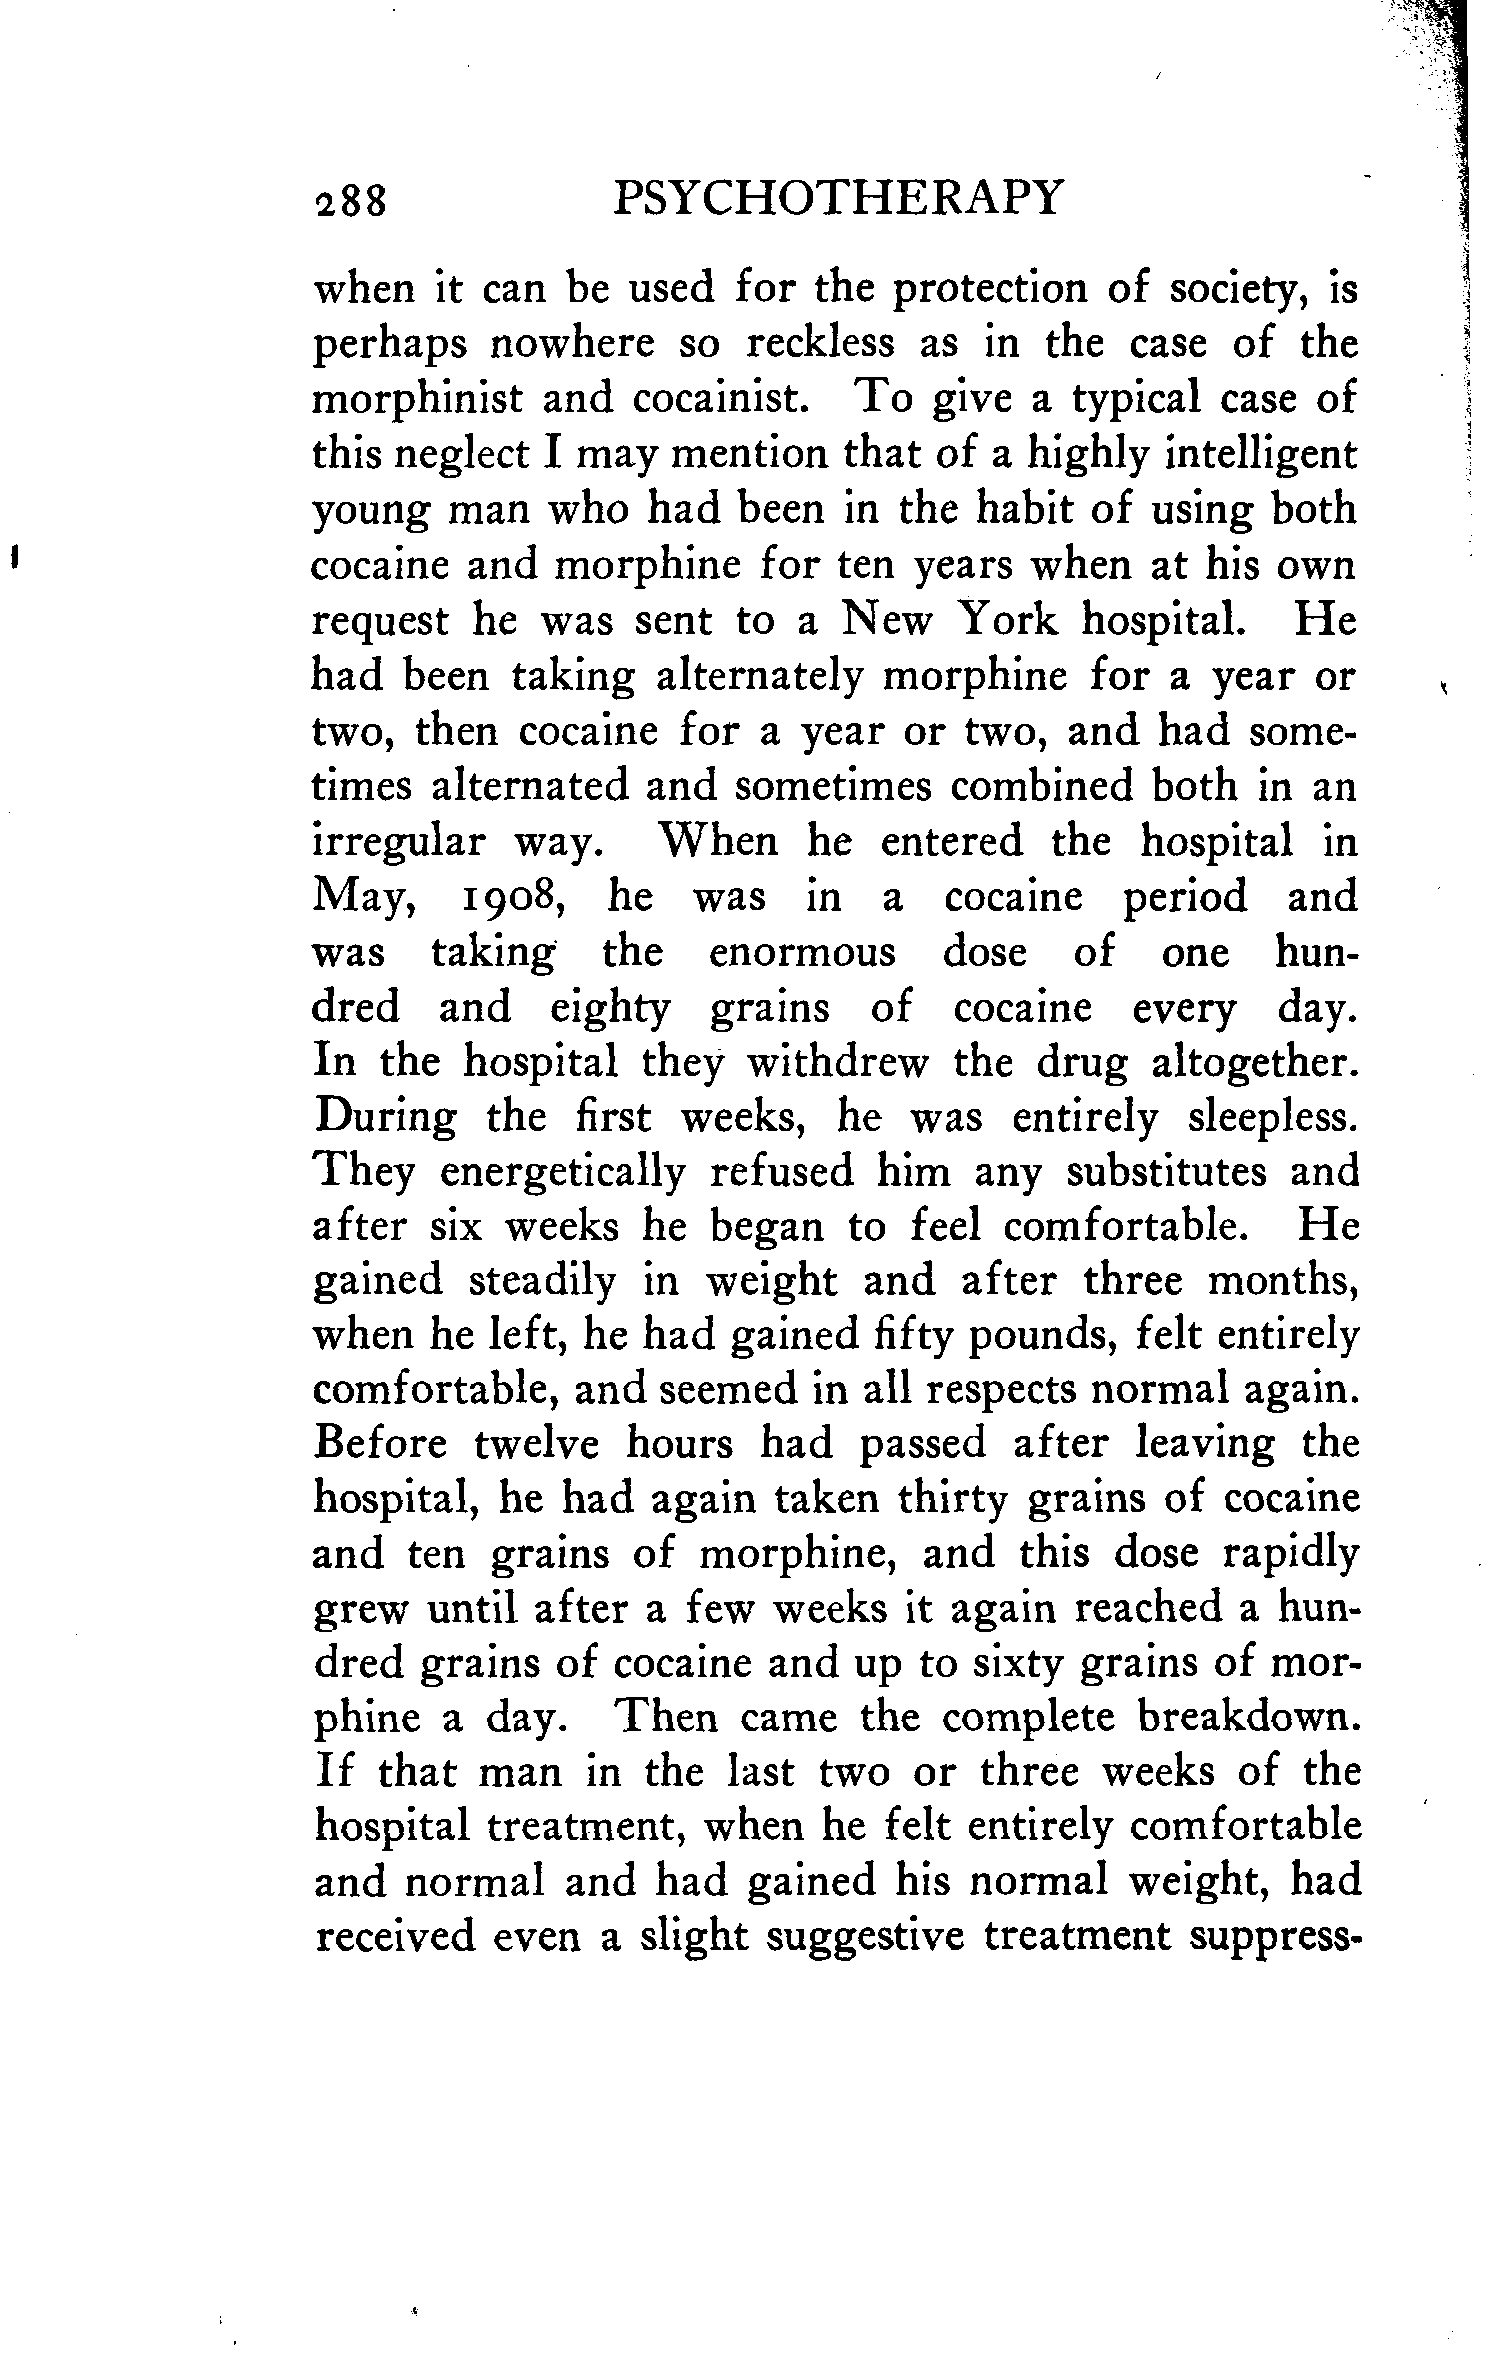 288 PSYCHOTHERAPY
when it can be used for the protection of society, is
perhaps nowhere so reckless as in the case of the
morphinist and cocainist. To give a typical case of
this neglect I may mention that of a highly intelligent
young man who had been in the habit of using both
cocaine and morphine for ten years when at his own
request he was sent to a New York hospital. He
had been taking alternately morphine for a year or
two, then cocaine for a year or two, and had some-
times alternated and sometimes combined both in an
irregular way. When he entered the hospital in
May, 1908, he was in a cocaine period and
was taking the enormous dose of one hun-
dred and eighty grains of cocaine every day.
In the hospital they withdrew the drug altogether.
During the first weeks, he was entirely sleepless.
They energetically refused him any substitutes and
after six weeks he began to feel comfortable. He
gained steadily in weight and after three months,
when he left, he had gained fifty pounds, felt entirely
comfortable, and seemed in all respects normal again.
Before twelve hours had passed after leaving the
hospital, he had again taken thirty grains of cocaine
and ten grains of morphine, and this dose rapidly
grew until after a few weeks it again reached a hun-
dred grains of cocaine and up to sixty grains of mor-
phine a day. Then came the complete breakdown.
If that man in the last two or three weeks of the
hospital treatment, when he felt entirely comfortable
and normal and had gained his normal weight, had
received even a slight suggestive treatment suppress-